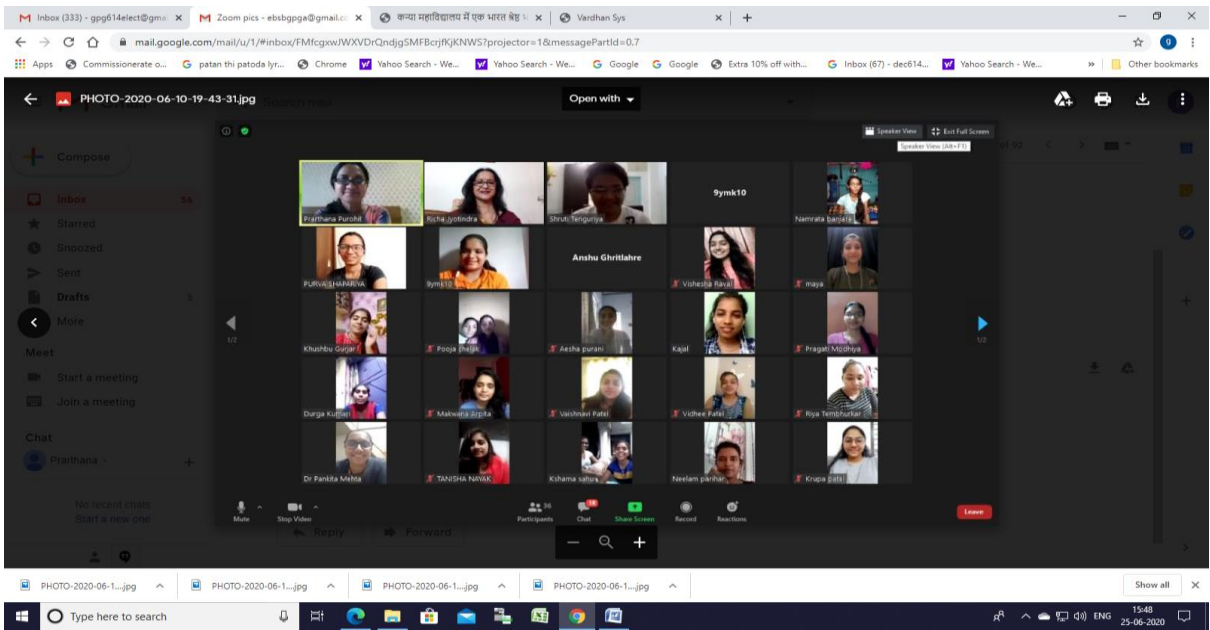 Inbox (333) - gpg614elect@gma
Zoom pics - ebsbgpga@gmail.c
कन्या महाविद्यालय में एक भारत श्रेष्ठ
Vardhan Sys
mail.google.com/mail/u/1/#inbox/FMfcgxwJWXVDrQndjgSMFBcrjfKjKNWS?projector=1&messagePartId=0.7
Apps
Commissionerate o...
patan thi patoda lyr...
Chrome
Yahoo Search - We...
Yahoo Search - We...
Google
Google
Extra 10% off with...
Inbox (67) - dec614...
Yahoo Search - We...
Other bookmarks
PHOTO-2020-06-10-19-43-31.jpg
Open with
Speaker View
Exit Full Screen
Speaker View (Alt+F1)
Compose
Inbox
Starred
Snoozed
Sent
Drafts
More
Meet
Start a meeting
Join a meeting
Chat
Prarthana
No recent chats
Start a new one
Reply
Forward
Prarthana Purohit
Richa Jyotindra
Shruti Tenguriya
9ymk10
Namrata banjara
PURVA SHAPARIYA
9ymk10
Anshu Ghritlahre
Vishesha Raval
maya
Khushbu Gurjar
Pooja
Aesha purani
Kajal
Pragati
Durga Kumari
Makwana Arpita
Vaishnavi Patel
Vidhee Patel
Riya Tembhurkar
Dr Pankita Mehta
TANISHA NAYAK
Kshama sahu
Neelam parihar
Krupa patel
1/2
1/2
Mute
Stop Video
Participants
36
Chat
Share Screen
Record
Reactions
Leave
PHOTO-2020-06-1....jpg
PHOTO-2020-06-1....jpg
PHOTO-2020-06-1....jpg
PHOTO-2020-06-1....jpg
Show all
Type here to search
ENG
15:48
25-06-2020